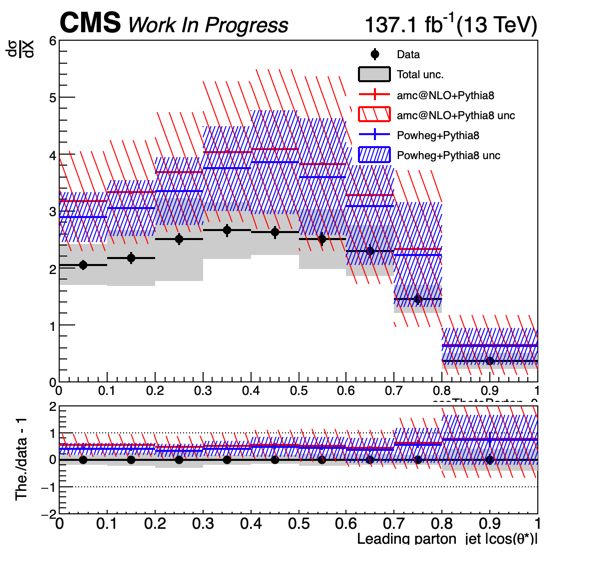 CMS Work In Progress 137.1 fb⁻¹(13 TeV)
dσ
dX
6
5
4
3
2
1
0
Data
Total unc.
amc@NLO+Pythia8
amc@NLO+Pythia8 unc
Powheg+Pythia8
Powheg+Pythia8 unc
0 0.1 0.2 0.3 0.4 0.5 0.6 0.7 0.8 0.9 1
The./data - 1
2
1
0
−1
−2
0 0.1 0.2 0.3 0.4 0.5 0.6 0.7 0.8 0.9 1
Leading parton jet |cos(θ*)|